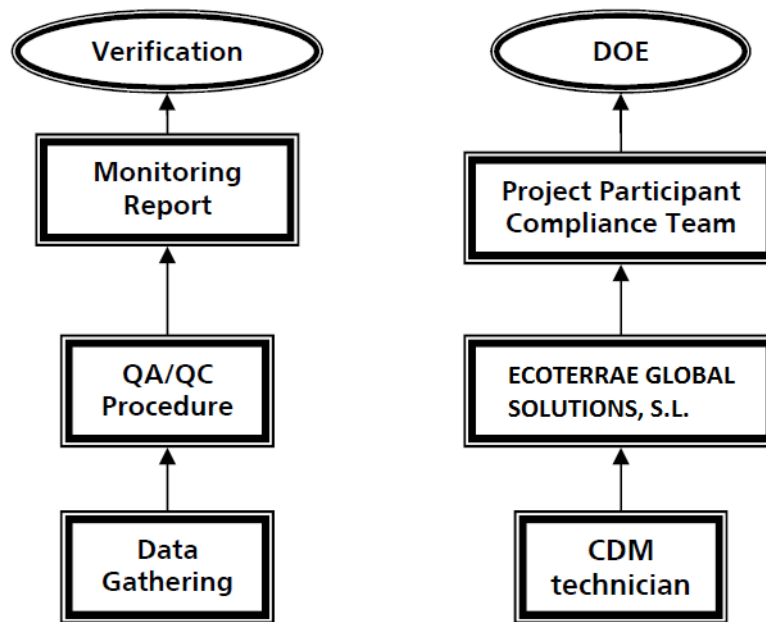 Verification
DOE
Monitoring
Report
Project Participant
Compliance Team
QA/QC
Procedure
ECOTERRAE GLOBAL
SOLUTIONS, S.L.
Data
Gathering
CDM
technician